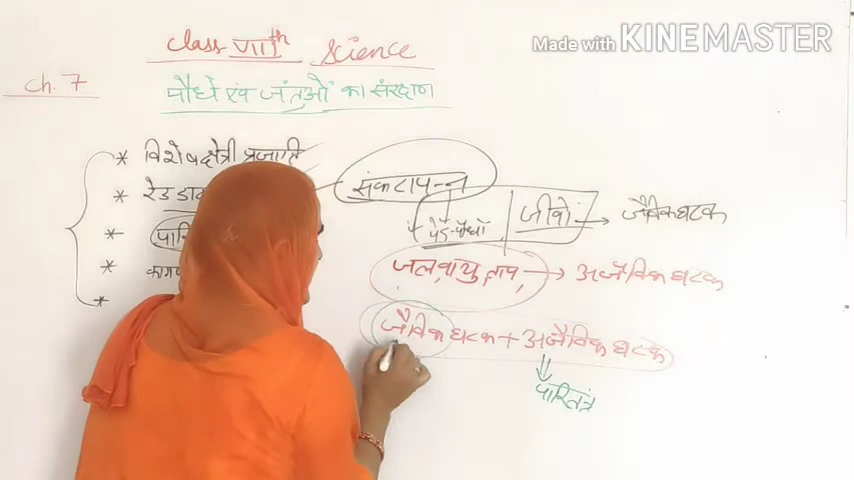 Made with KINEMASTER
Class VIIIth Science
Ch. 7
पौधे एवं जंतुओं का संरक्षण
* विशेषक्षेत्री प्रजाति
* रेड डा
संकटापन्न
पेड़-पौधों जीवों → जैविक घटक
* पारि
जल, वायु, ताप, → अजैविक घटक
* काग
*
जैविक घटक + अजैविक घटक
पारितंत्र